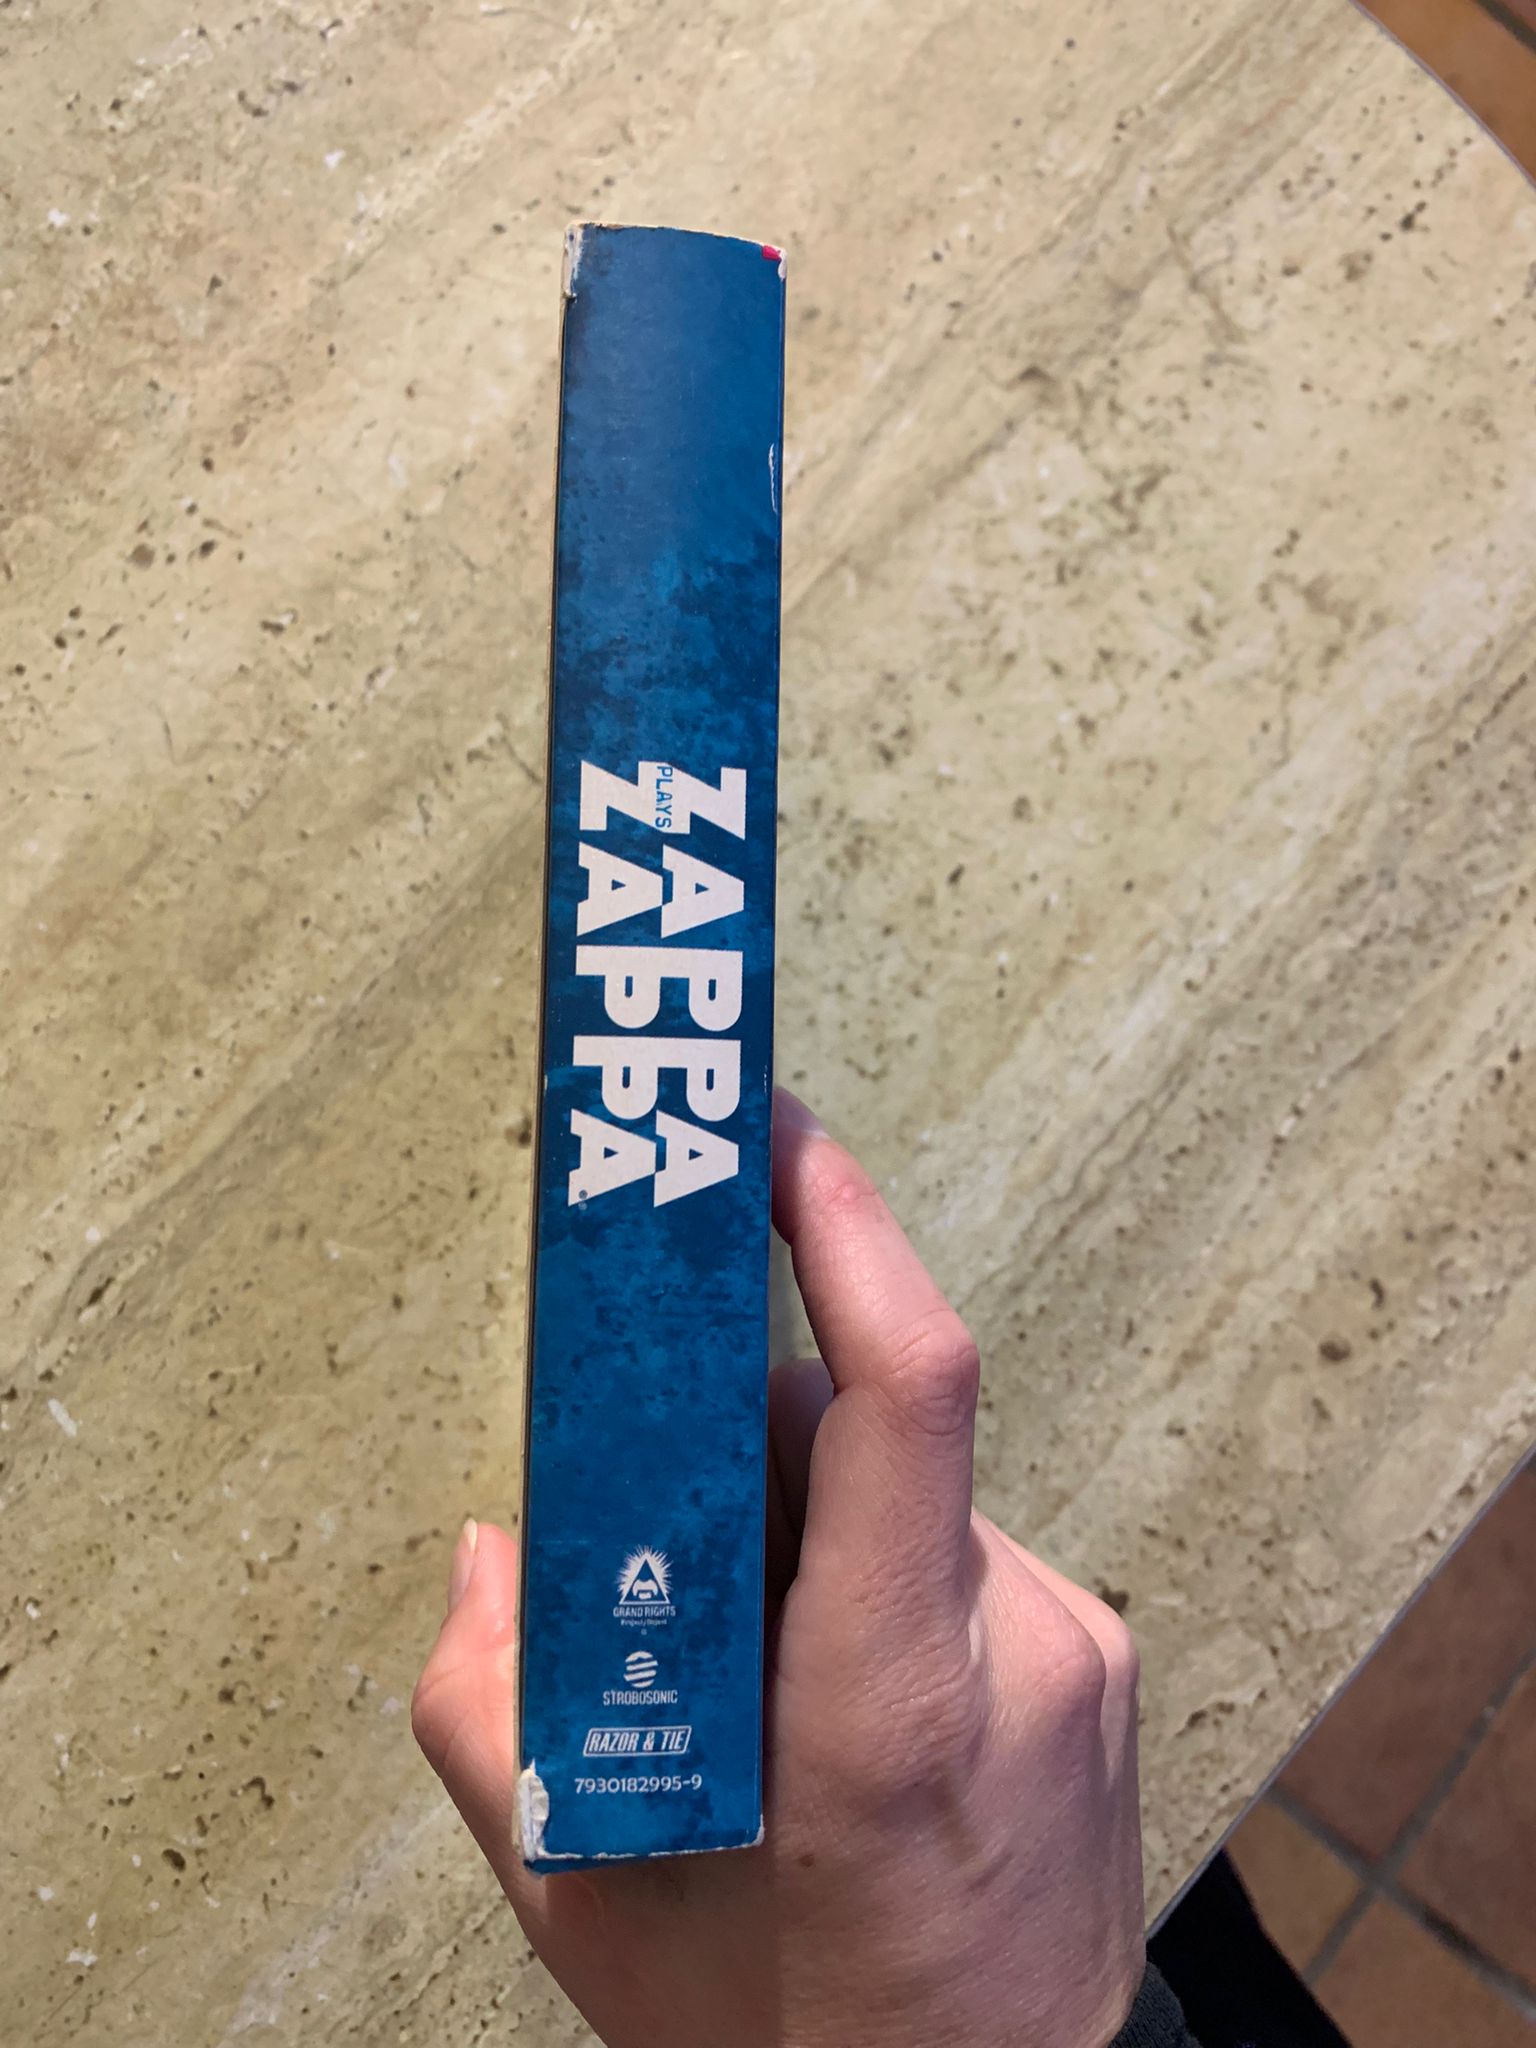 ZAPPA
PLAYS
ZAPPA®
GRAND RIGHTS
STROBOSONIC
RAZOR & TIE
7930182995-9